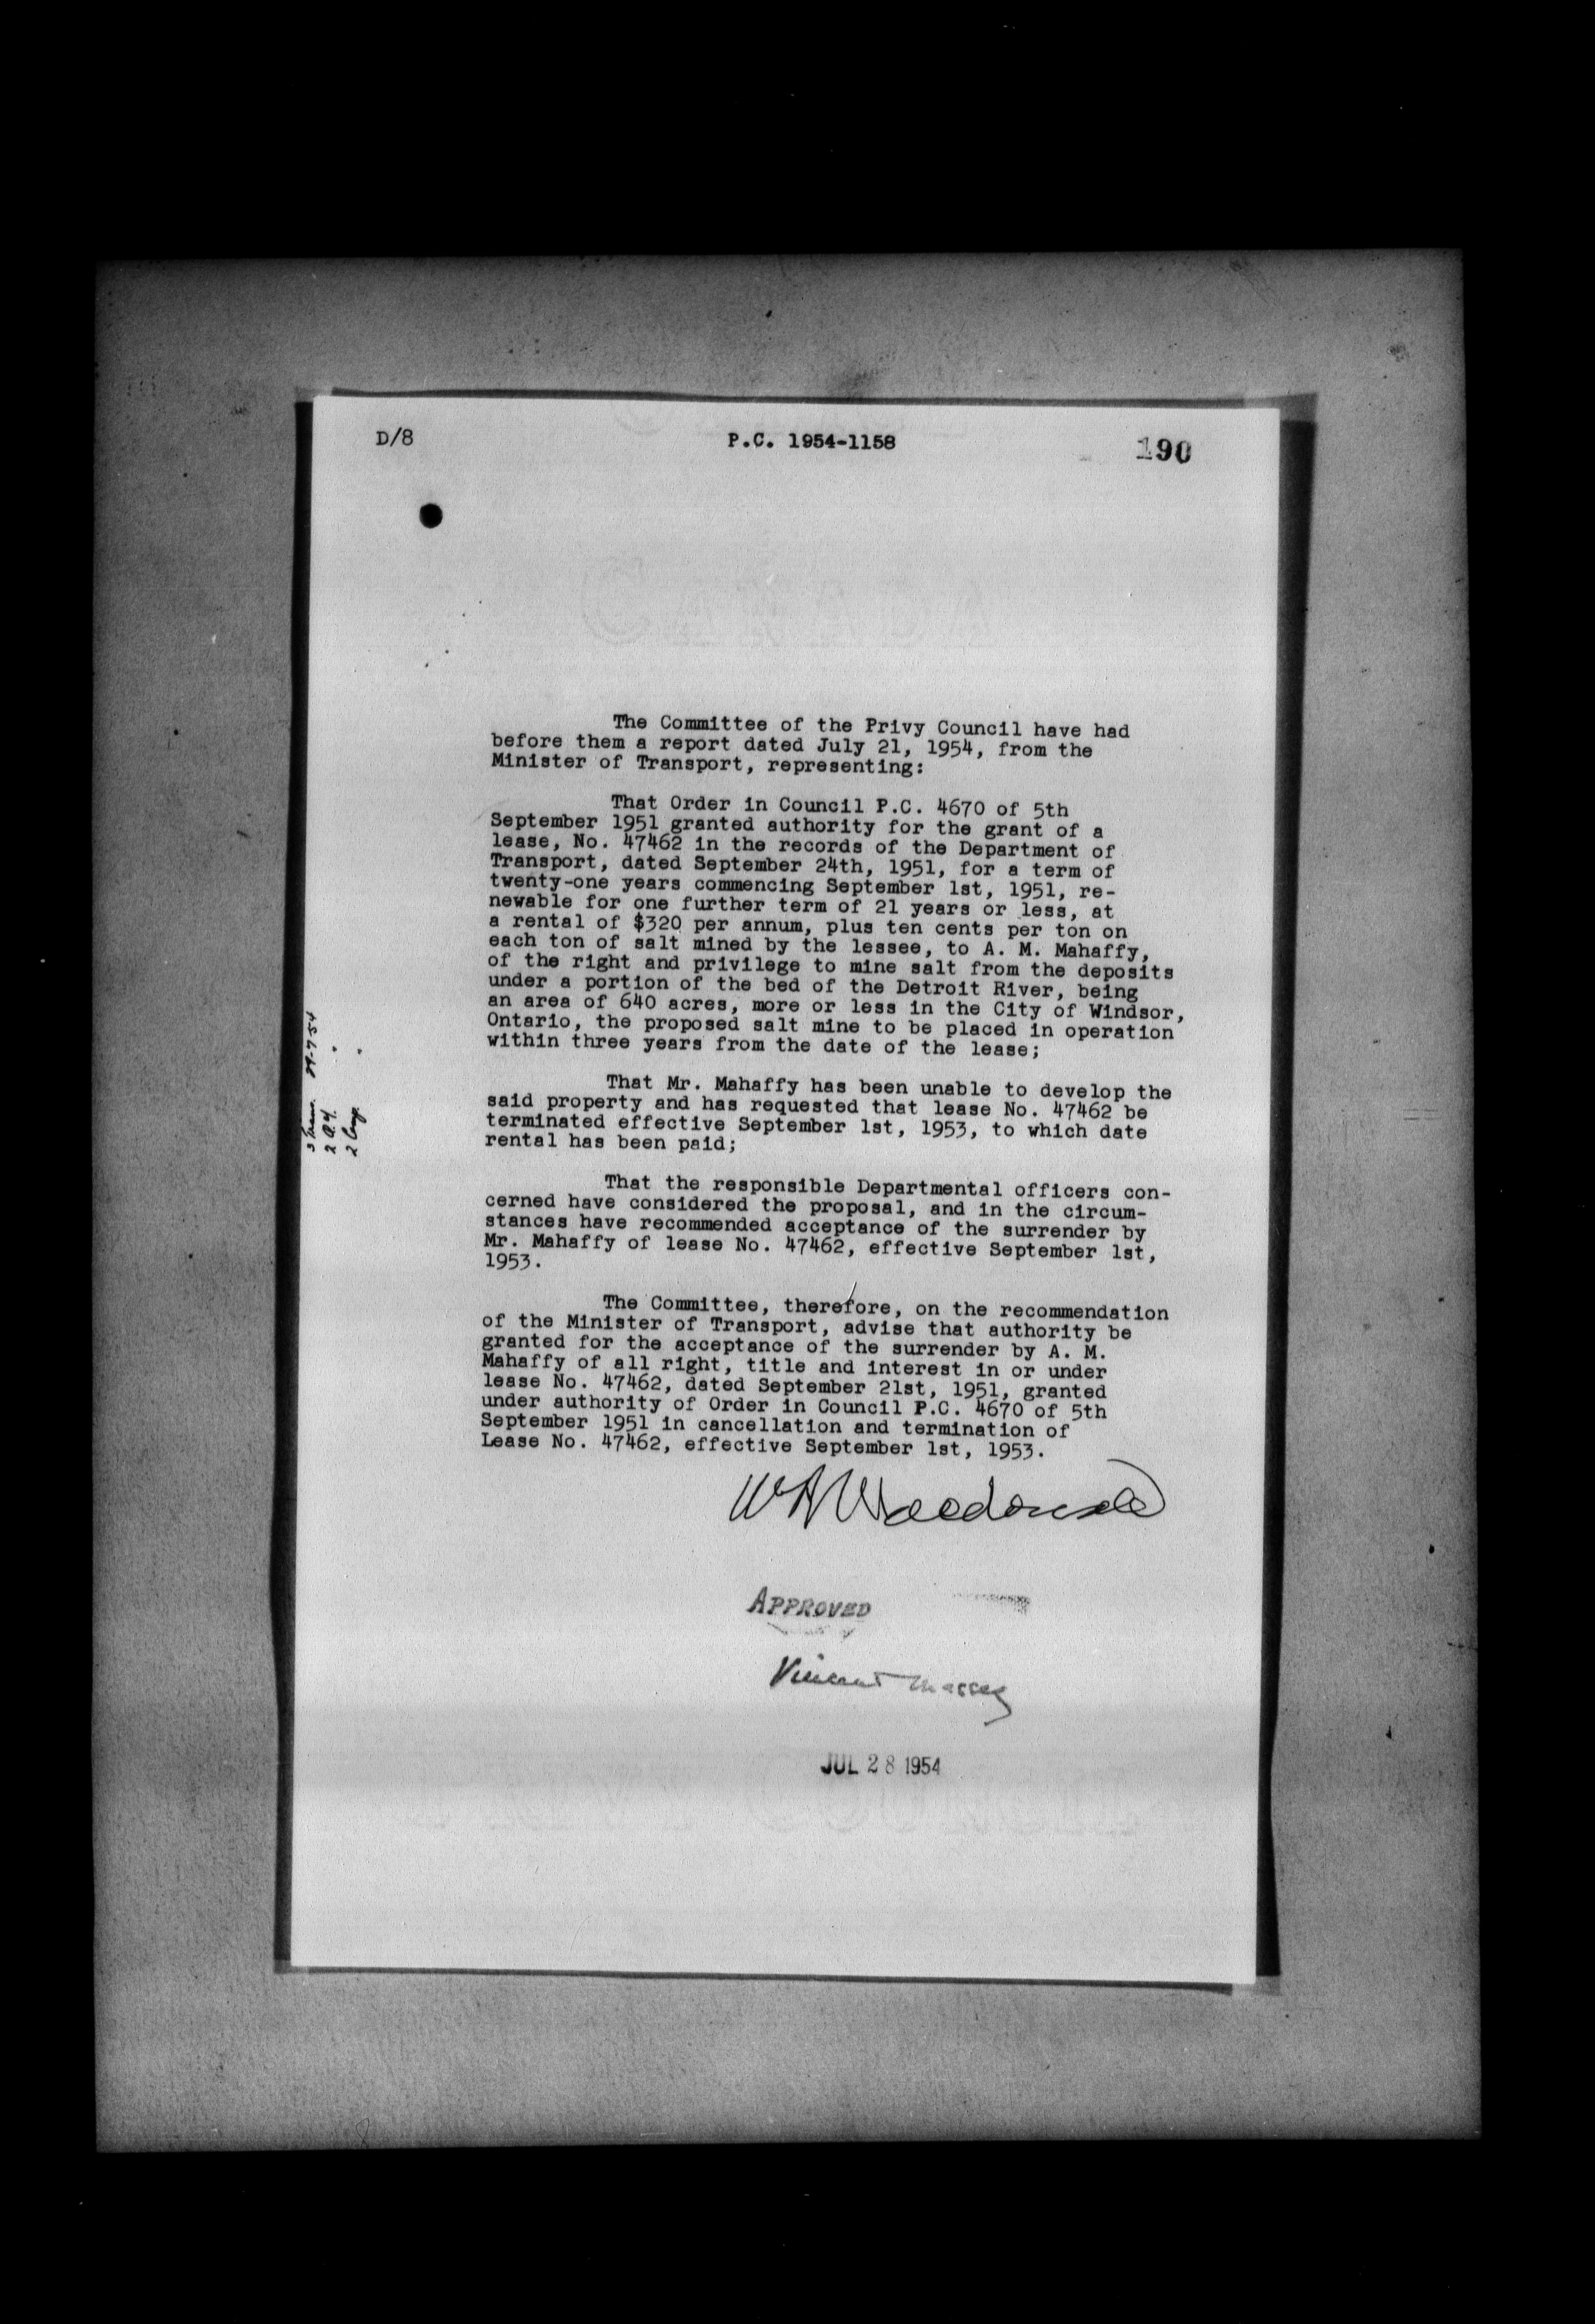 D/8
P.C. 1954-1158
190
The Committee of the Privy Council have had
before them a report dated July 21, 1954, from the
Minister of Transport, representing:
That Order in Council P.C. 4670 of 5th
September 1951 granted authority for the grant of a
lease, No. 47462 in the records of the Department of
Transport, dated September 24th, 1951, for a term of
twenty-one years commencing September 1st, 1951, re-
newable for one further term of 21 years or less, at
a rental of $320 per annum, plus ten cents per ton on
each ton of salt mined by the lessee, to A. M. Mahaffy,
of the right and privilege to mine salt from the deposits
under a portion of the bed of the Detroit River, being
an area of 640 acres, more or less in the City of Windsor,
Ontario, the proposed salt mine to be placed in operation
within three years from the date of the lease;
That Mr. Mahaffy has been unable to develop the
said property and has requested that lease No. 47462 be
terminated effective September 1st, 1953, to which date
rental has been paid;
That the responsible Departmental officers con-
cerned have considered the proposal, and in the circum-
stances have recommended acceptance of the surrender by
Mr. Mahaffy of lease No. 47462, effective September 1st,
1953.
The Committee, therefore, on the recommendation
of the Minister of Transport, advise that authority be
granted for the acceptance of the surrender by A. M.
Mahaffy of all right, title and interest in or under
lease No. 47462, dated September 21st, 1951, granted
under authority of Order in Council P.C. 4670 of 5th
September 1951 in cancellation and termination of
Lease No. 47462, effective September 1st, 1953.
APPROVED
Vincent Massey
JUL 28 1954
3 29-7-54
2
2